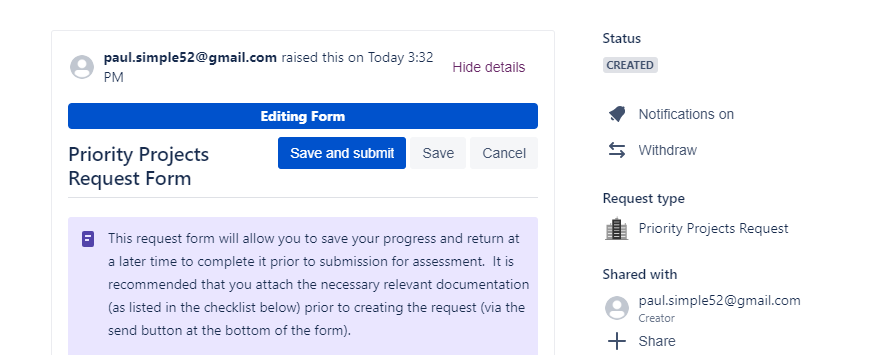 paul.simple52@gmail.com raised this on Today 3:32
PM
Hide details
Editing Form
Priority Projects
Request Form
Save and submit
Save
Cancel
This request form will allow you to save your progress and return at
a later time to complete it prior to submission for assessment.  It is
recommended that you attach the necessary relevant documentation
(as listed in the checklist below) prior to creating the request (via the
send button at the bottom of the form).
Status
CREATED
Notifications on
Withdraw
Request type
Priority Projects Request
Shared with
paul.simple52@gmail.com
Creator
Share